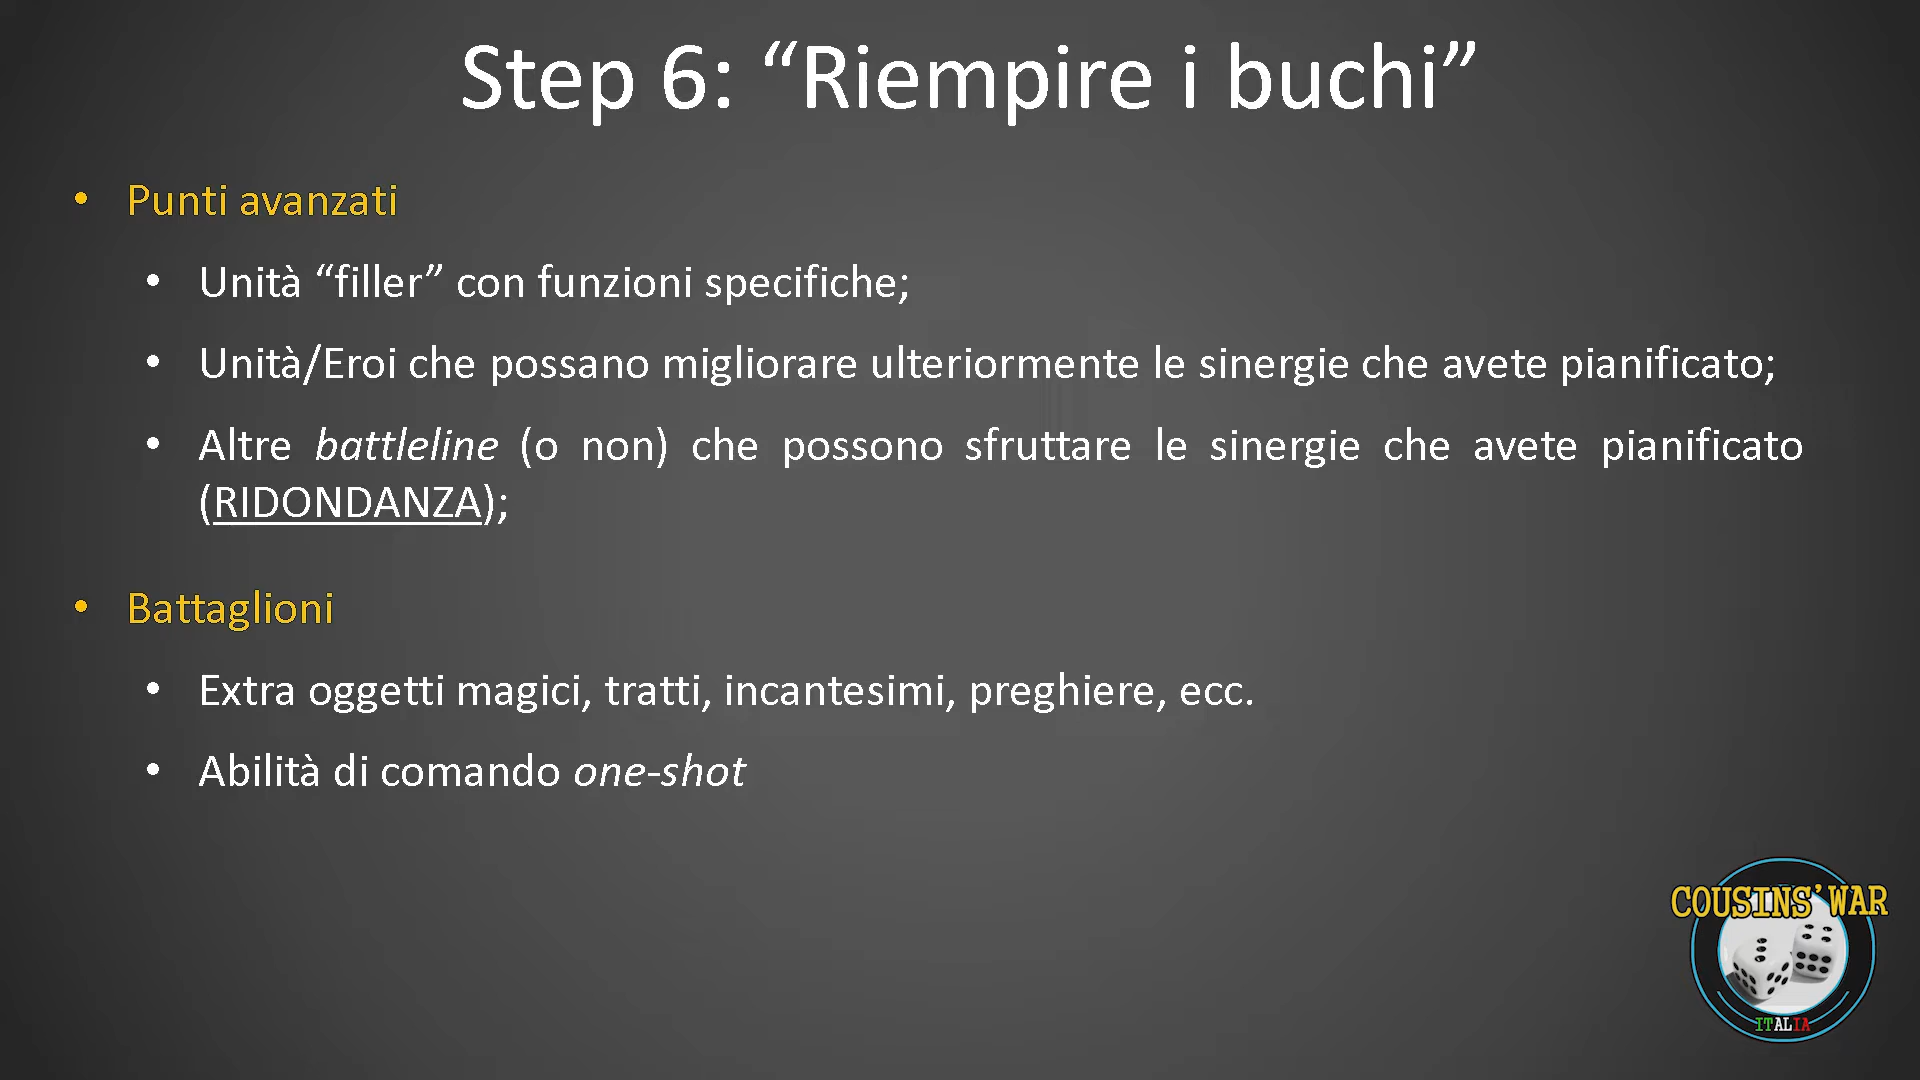 Step 6: “Riempire i buchi”
• Punti avanzati
• Unità “filler” con funzioni specifiche;
• Unità/Eroi che possano migliorare ulteriormente le sinergie che avete pianificato;
• Altre battleline (o non) che possono sfruttare le sinergie che avete pianificato
(RIDONDANZA);
• Battaglioni
• Extra oggetti magici, tratti, incantesimi, preghiere, ecc.
• Abilità di comando one-shot
COUSINS’ WAR
ITALIA